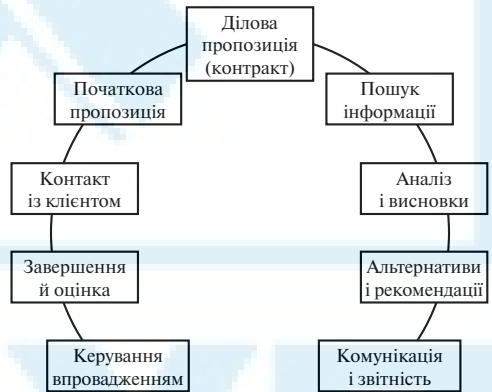 Ділова
пропозиція
(контракт)
Початкова
пропозиція
Пошук
інформації
Контакт
із клієнтом
Аналіз
і висновки
Завершення
й оцінка
Альтернативи
і рекомендації
Керування
впровадженням
Комунікація
і звітність